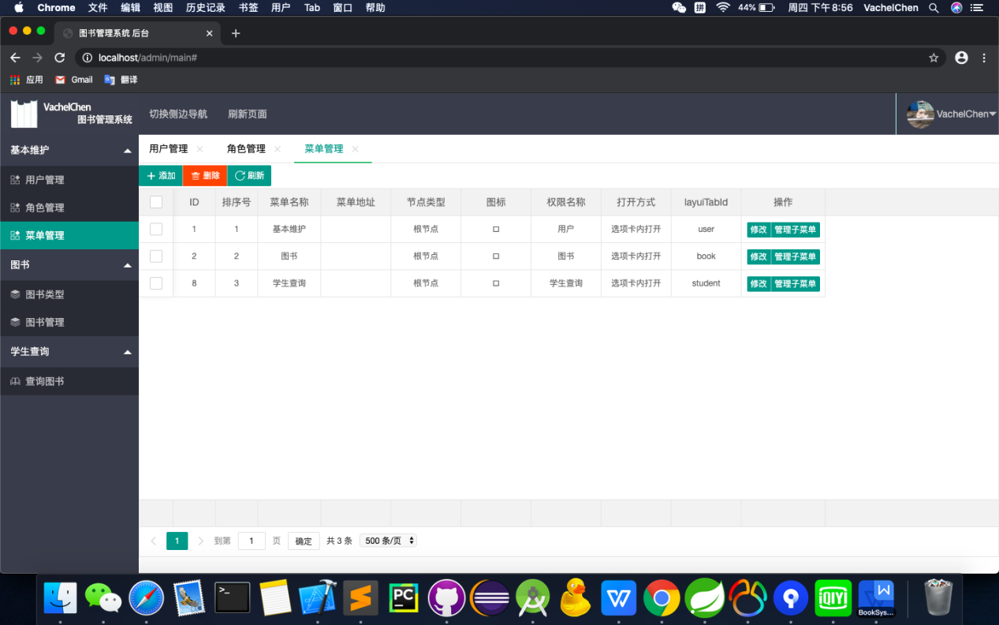 Chrome 文件 编辑 视图 历史记录 书签 用户 Tab 窗口 帮助 拼 44% 周四 下午8:56 VachelChen
图书管理系统 后台
localhost/admin/main#
应用 Gmail 翻译
VachelChen
图书管理系统
切换侧边导航 刷新页面 VachelChen
基本维护
用户管理
角色管理
菜单管理
图书
图书类型
图书管理
学生查询
查询图书
用户管理 角色管理 菜单管理
添加 删除 刷新
ID 排序号 菜单名称 菜单地址 节点类型 图标 权限名称 打开方式 layuiTabId 操作
1 1 基本维护 根节点 用户 选项卡内打开 user 修改 管理子菜单
2 2 图书 根节点 图书 选项卡内打开 book 修改 管理子菜单
8 3 学生查询 根节点 学生查询 选项卡内打开 student 修改 管理子菜单
1 到第 1 页 确定 共 3 条 500 条/页
>_ PC W QIYI W
BookSys...